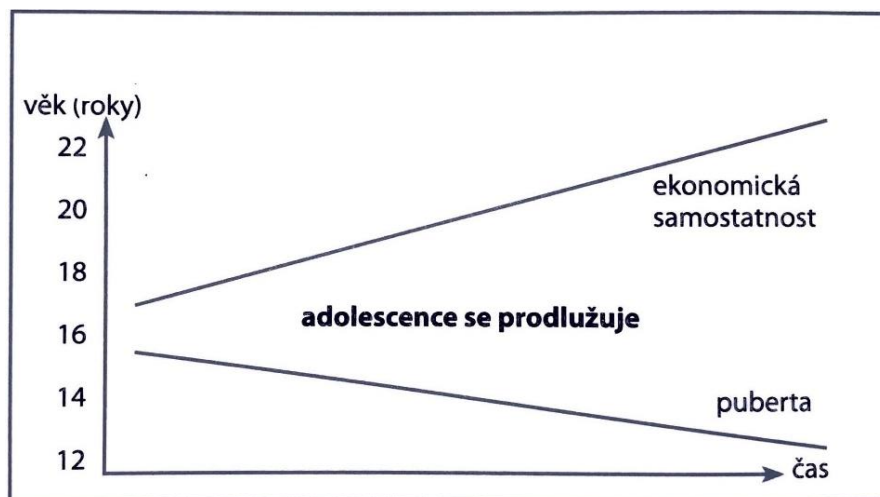 věk (roky)
22
20
18
16
14
12
ekonomická
samostatnost
adolescence se prodlužuje
puberta
čas